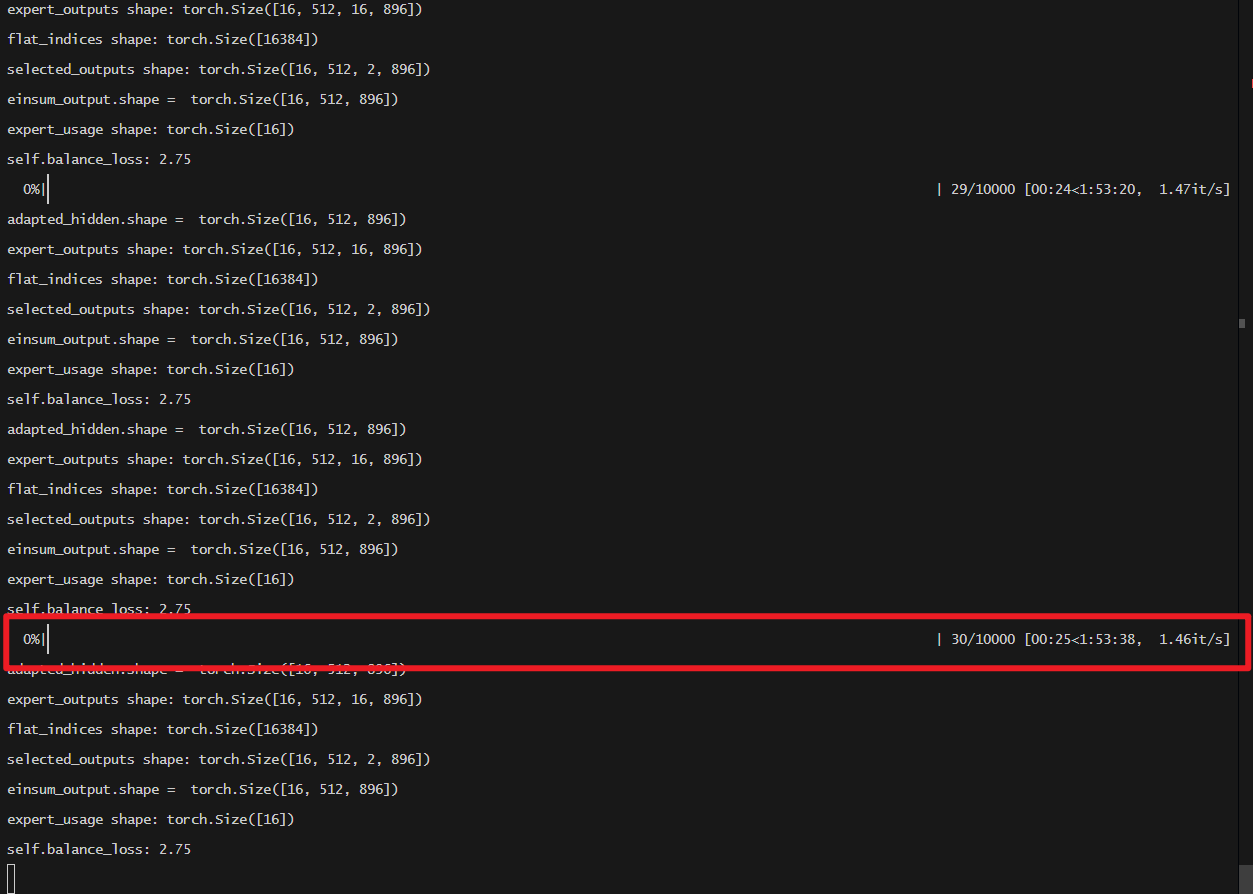 expert_outputs shape: torch.Size([16, 512, 16, 896])
flat_indices shape: torch.Size([16384])
selected_outputs shape: torch.Size([16, 512, 2, 896])
einsum_output.shape =  torch.Size([16, 512, 896])
expert_usage shape: torch.Size([16])
self.balance_loss: 2.75
0%| | 29/10000 [00:24<1:53:20,  1.47it/s]
adapted_hidden.shape =  torch.Size([16, 512, 896])
expert_outputs shape: torch.Size([16, 512, 16, 896])
flat_indices shape: torch.Size([16384])
selected_outputs shape: torch.Size([16, 512, 2, 896])
einsum_output.shape =  torch.Size([16, 512, 896])
expert_usage shape: torch.Size([16])
self.balance_loss: 2.75
adapted_hidden.shape =  torch.Size([16, 512, 896])
expert_outputs shape: torch.Size([16, 512, 16, 896])
flat_indices shape: torch.Size([16384])
selected_outputs shape: torch.Size([16, 512, 2, 896])
einsum_output.shape =  torch.Size([16, 512, 896])
expert_usage shape: torch.Size([16])
self.balance_loss: 2.75
0%| | 30/10000 [00:25<1:53:38,  1.46it/s]
adapted_hidden.shape =  torch.Size([16, 512, 896])
expert_outputs shape: torch.Size([16, 512, 16, 896])
flat_indices shape: torch.Size([16384])
selected_outputs shape: torch.Size([16, 512, 2, 896])
einsum_output.shape =  torch.Size([16, 512, 896])
expert_usage shape: torch.Size([16])
self.balance_loss: 2.75